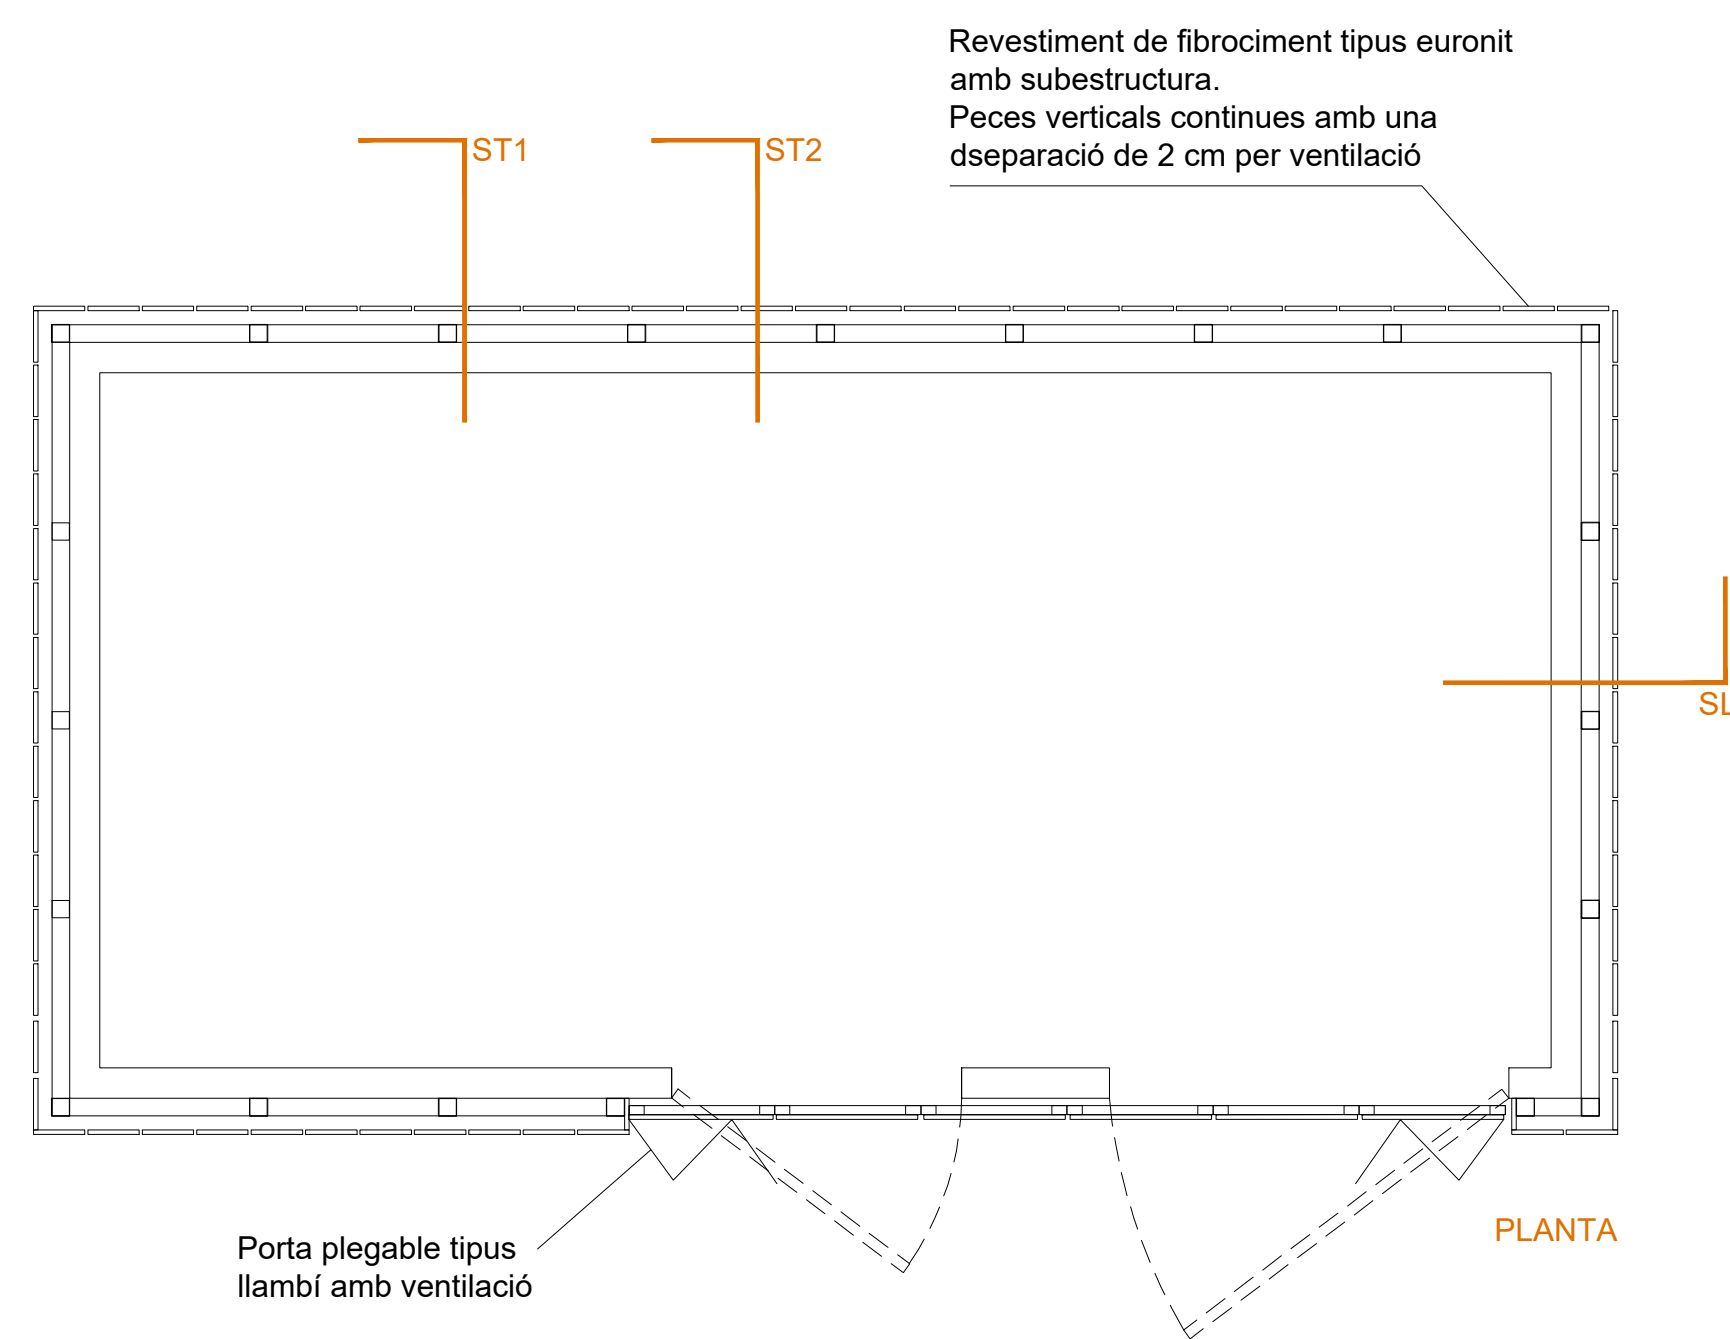 Revestiment de fibrociment tipus euronit
amb subestructura.
Peces verticals continues amb una
dseparació de 2 cm per ventilació
ST1
ST2
SL
PLANTA
Porta plegable tipus
llambí amb ventilació